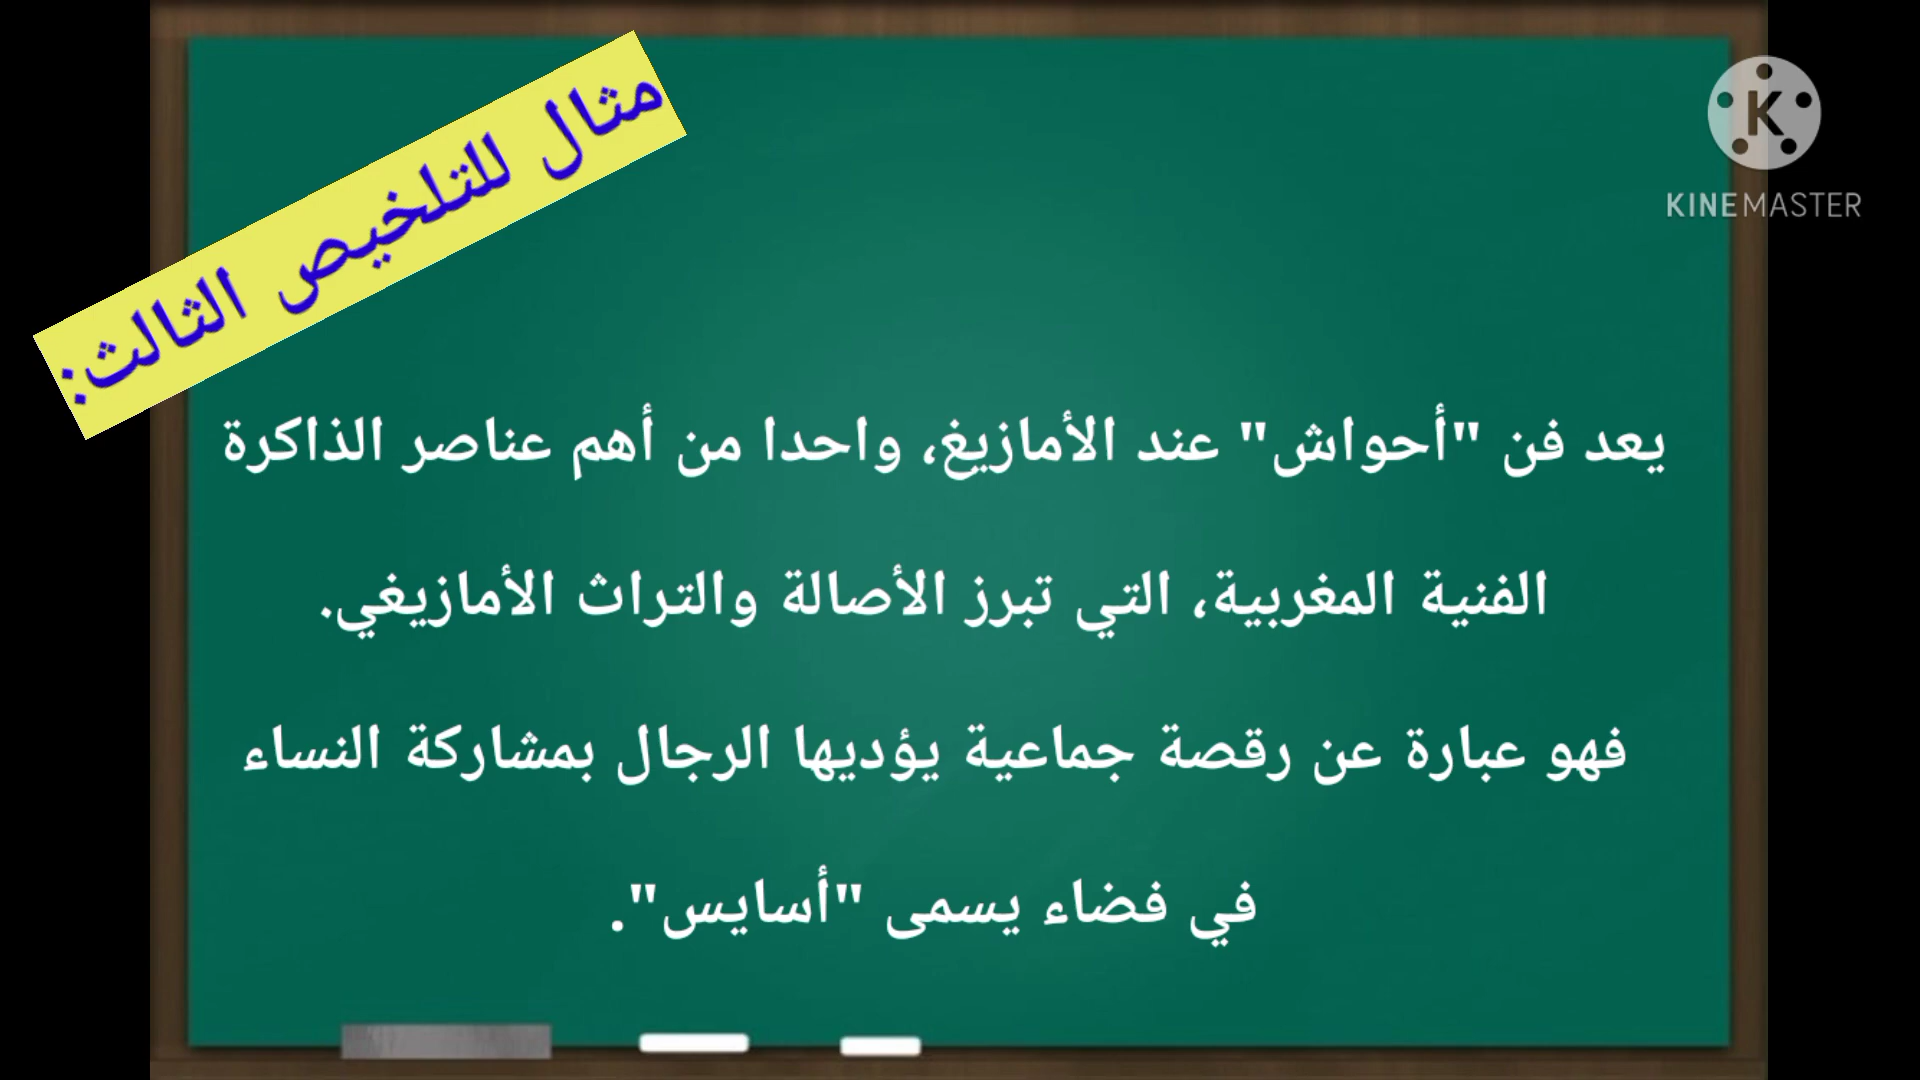 مثال للتلخيص الثالث:
KINEMASTER
يعد فن "أحواش" عند الأمازيغ، واحدا من أهم عناصر الذاكرة
الفنية المغربية، التي تبرز الأصالة والتراث الأمازيغي.
فهو عبارة عن رقصة جماعية يؤديها الرجال بمشاركة النساء
في فضاء يسمى "أسايس".